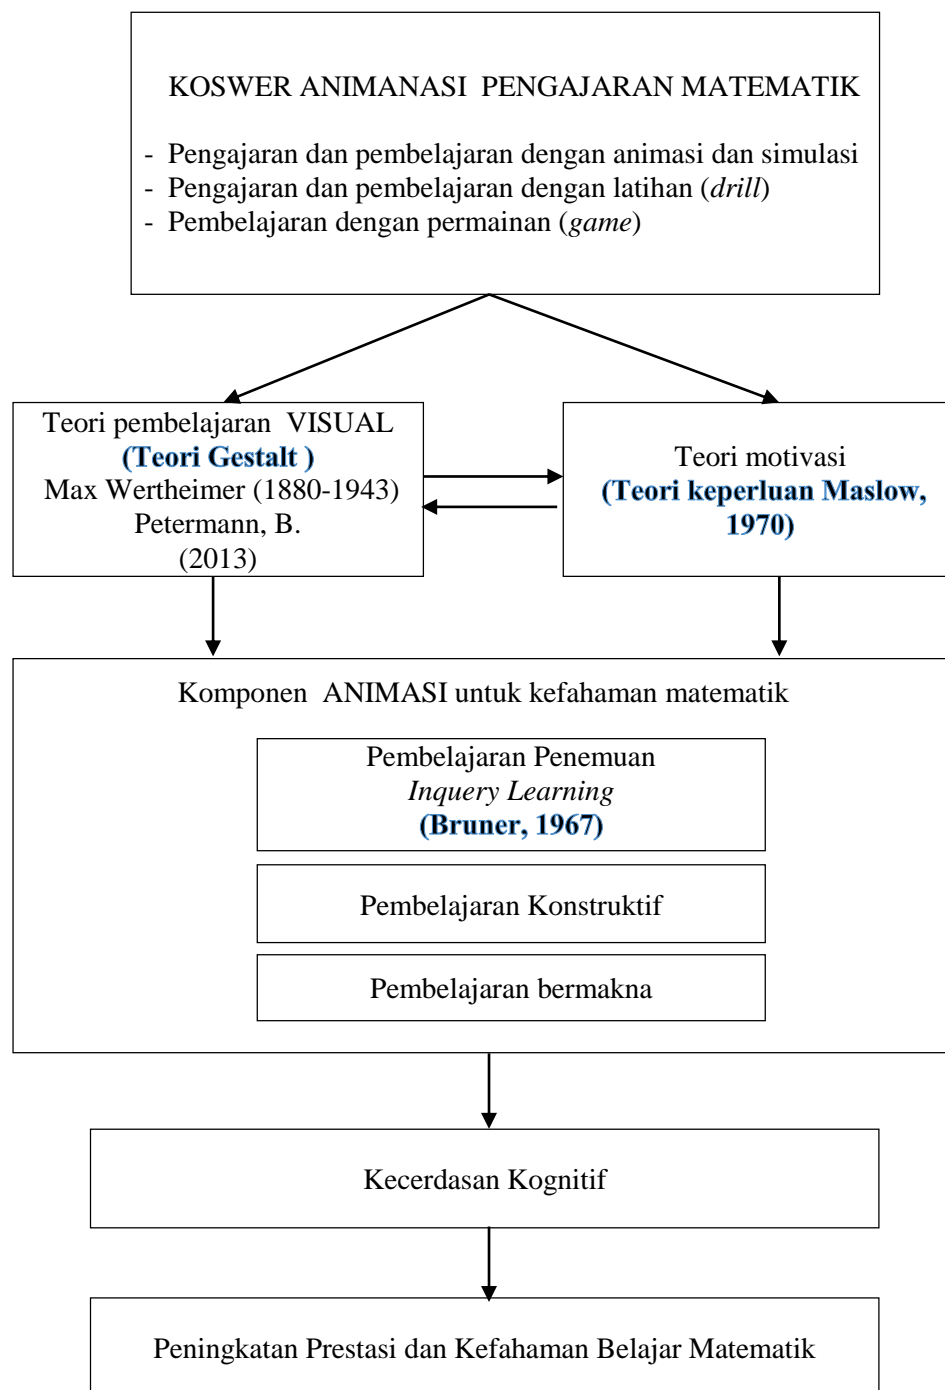 KOSWER ANIMANASI PENGAJARAN MATEMATIK
- Pengajaran dan pembelajaran dengan animasi dan simulasi
- Pengajaran dan pembelajaran dengan latihan (drill)
- Pembelajaran dengan permainan (game)
Teori pembelajaran VISUAL
(Teori Gestalt )
Max Wertheimer (1880-1943)
Petermann, B.
(2013)
Teori motivasi
(Teori keperluan Maslow,
1970)
Komponen ANIMASI untuk kefahaman matematik
Pembelajaran Penemuan
Inquery Learning
(Bruner, 1967)
Pembelajaran Konstruktif
Pembelajaran bermakna
Kecerdasan Kognitif
Peningkatan Prestasi dan Kefahaman Belajar Matematik